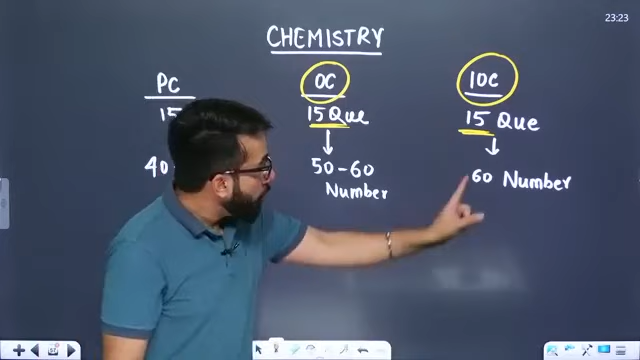 23:23
CHEMISTRY
PC
15
40
OC
15 Que
50-60
Number
IOC
15 Que
60 Number